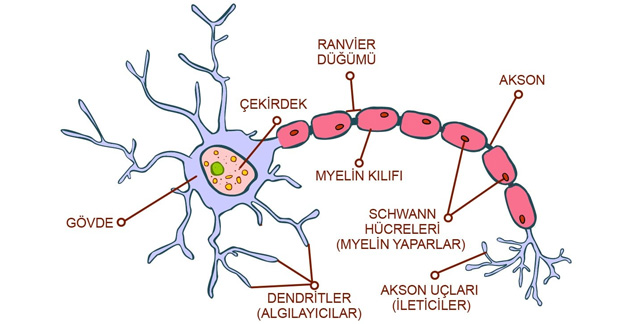 RANVİER
DÜĞÜMÜ
AKSON
ÇEKİRDEK
MYELİN KILIFI
GÖVDE
SCHWANN
HÜCRELERİ
(MYELİN YAPARLAR)
DENDRİTLER
(ALGILAYICILAR)
AKSON UÇLARI
(İLETİCİLER)